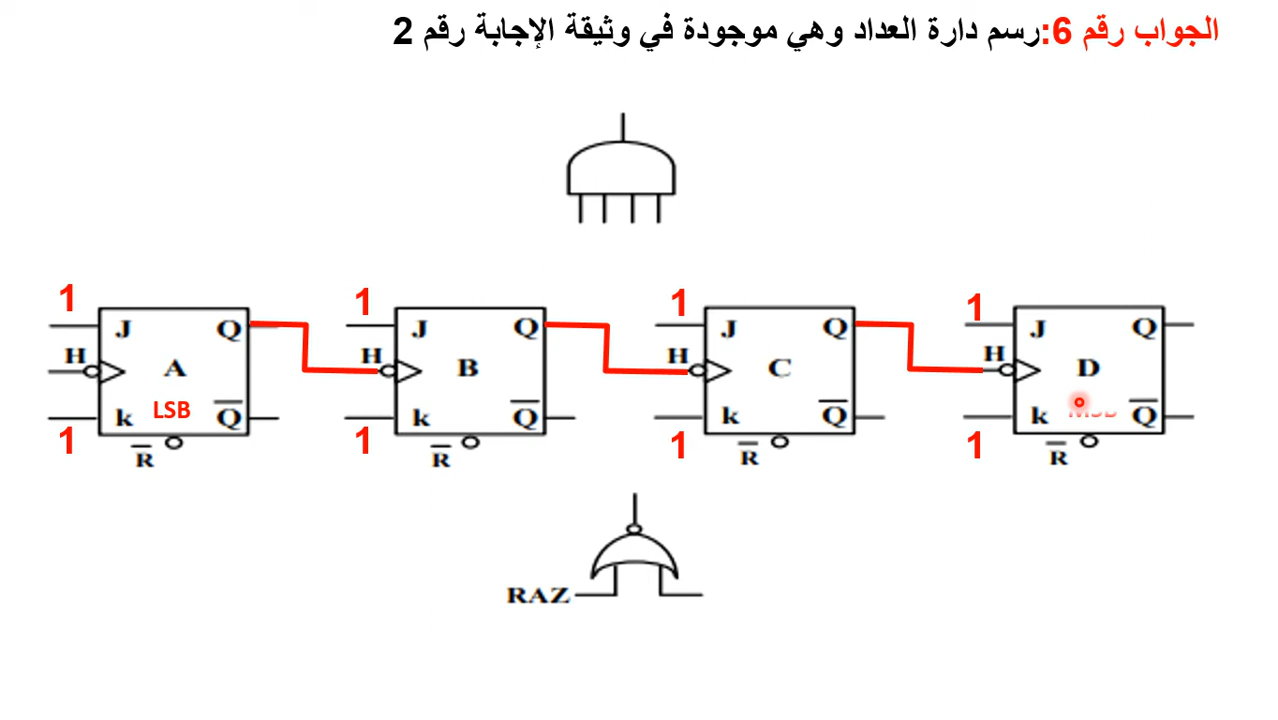 الجواب رقم 6:رسم دارة العداد وهي موجودة في وثيقة الإجابة رقم 2
1 1 1 1
J Q J Q J Q J Q
H A H B H C H D
k LSB Q̅ k Q̅ k Q̅ k MSB Q̅
1 1 1 1
R̅ R̅ R̅ R̅
RAZ